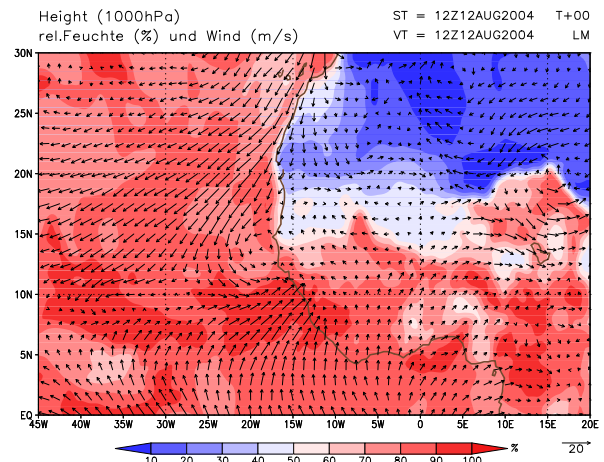 Height (1000hPa) ST = 12Z12AUG2004 T+00
rel.Feuchte (%) und Wind (m/s) VT = 12Z12AUG2004 LM
30N
25N
20N
15N
10N
5N
EQ
45W 40W 35W 30W 25W 20W 15W 10W 5W 0 5E 10E 15E 20E
10 20 30 40 50 60 70 80 90 100 % 20